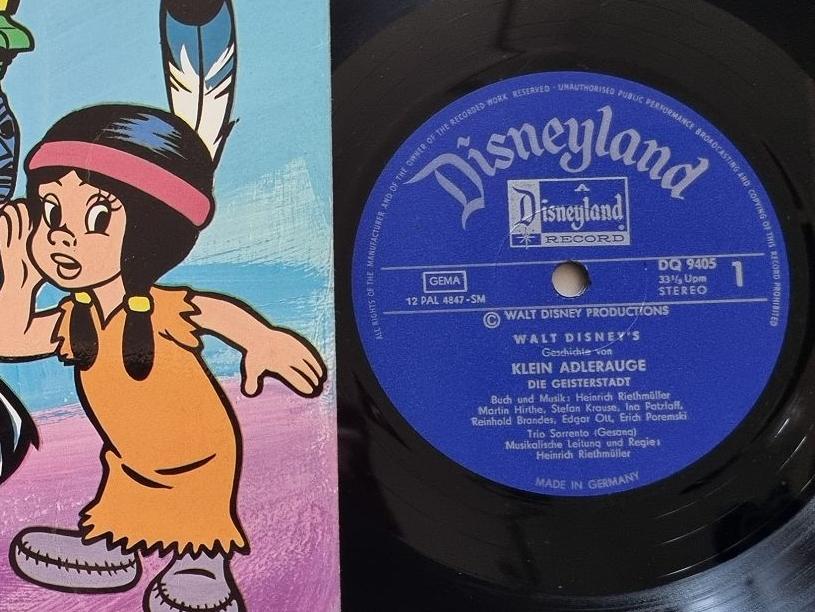 ALL RIGHTS OF THE MANUFACTURER AND OF THE OWNER OF THE RECORDED WORK RESERVED - UNAUTHORISED PUBLIC PERFORMANCE BROADCASTING AND COPYING OF THIS RECORD PROHIBITED
Disneyland
Disneyland
RECORD
GEMA
12 PAL 4847-SM
DQ 9405
33⅓ Upm
STEREO
1
© WALT DISNEY PRODUCTIONS
WALT DISNEY'S
Geschichte von
KLEIN ADLERAUGE
DIE GEISTERSTADT
Buch und Musik: Heinrich Riethmüller
Martin Hirthe, Stefan Krause, Ina Patzlaff,
Reinhold Brandes, Edgar Ott, Erich Poremski
Trio Sorrento (Gesang)
Musikalische Leitung und Regie:
Heinrich Riethmüller
MADE IN GERMANY